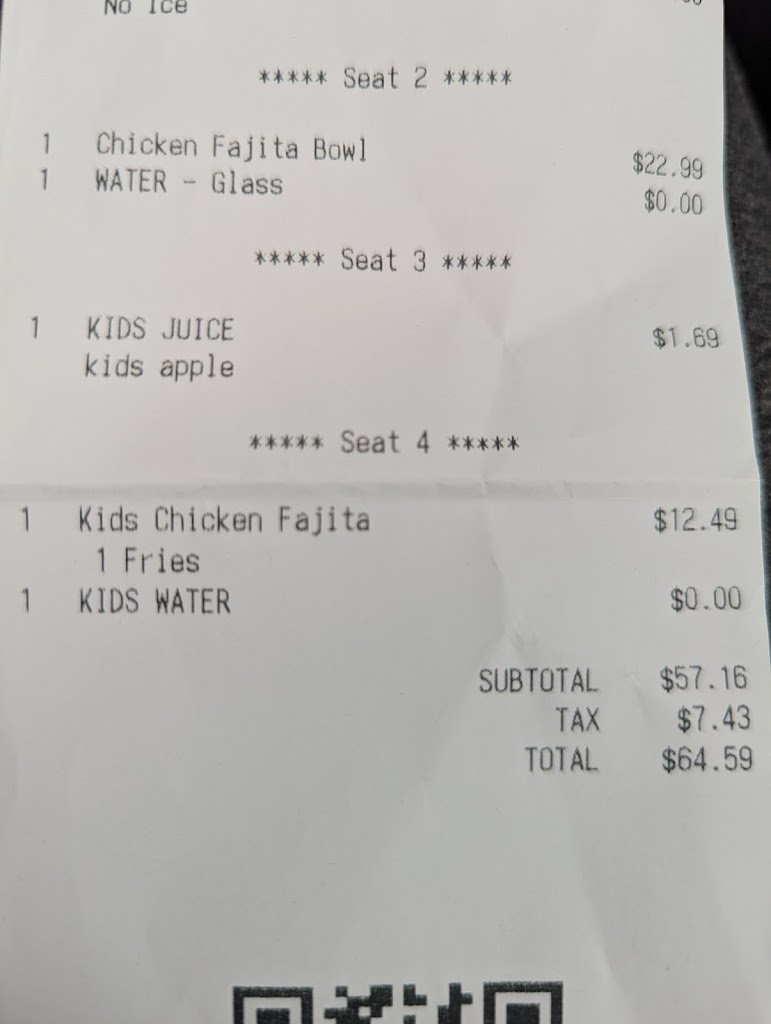 No Ice
***** Seat 2 *****
1 Chicken Fajita Bowl $22.99
1 WATER - Glass $0.00
***** Seat 3 *****
1 KIDS JUICE $1.69
kids apple
***** Seat 4 *****
1 Kids Chicken Fajita $12.49
1 Fries
1 KIDS WATER $0.00
SUBTOTAL $57.16
TAX $7.43
TOTAL $64.59